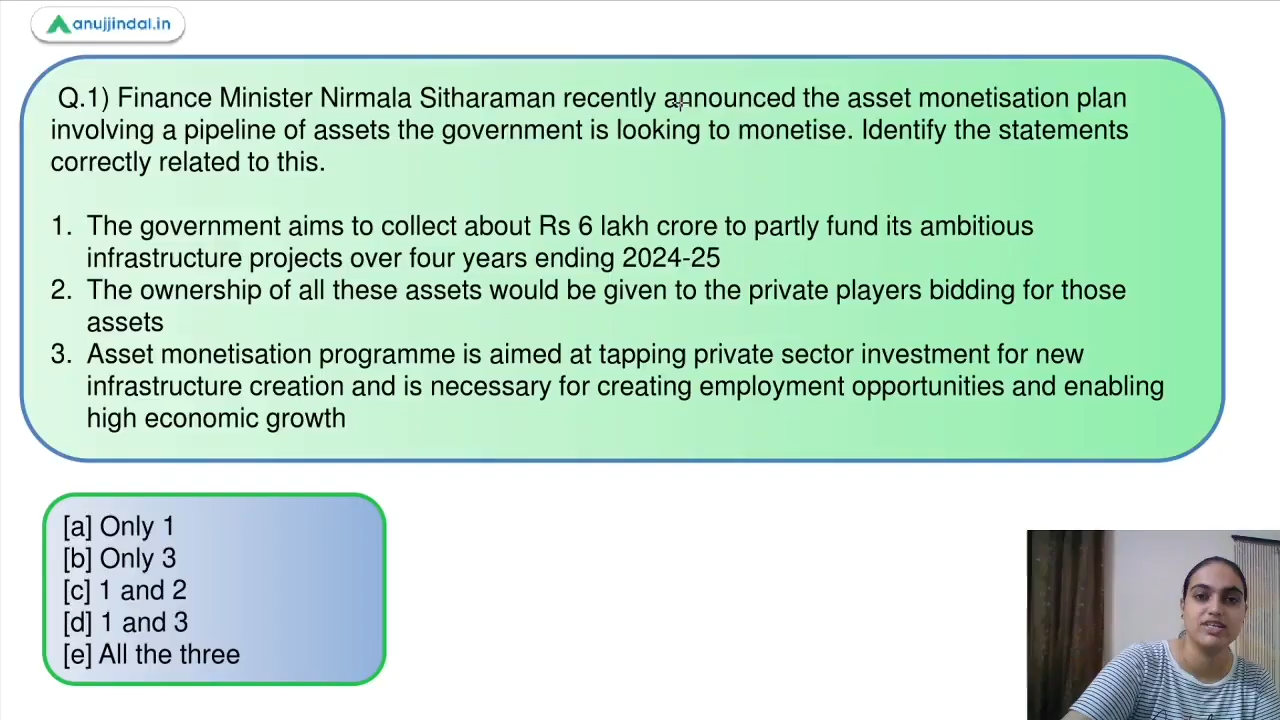 anujjindal.in
Q.1) Finance Minister Nirmala Sitharaman recently announced the asset monetisation plan
involving a pipeline of assets the government is looking to monetise. Identify the statements
correctly related to this.
1. The government aims to collect about Rs 6 lakh crore to partly fund its ambitious
infrastructure projects over four years ending 2024-25
2. The ownership of all these assets would be given to the private players bidding for those
assets
3. Asset monetisation programme is aimed at tapping private sector investment for new
infrastructure creation and is necessary for creating employment opportunities and enabling
high economic growth
[a] Only 1
[b] Only 3
[c] 1 and 2
[d] 1 and 3
[e] All the three